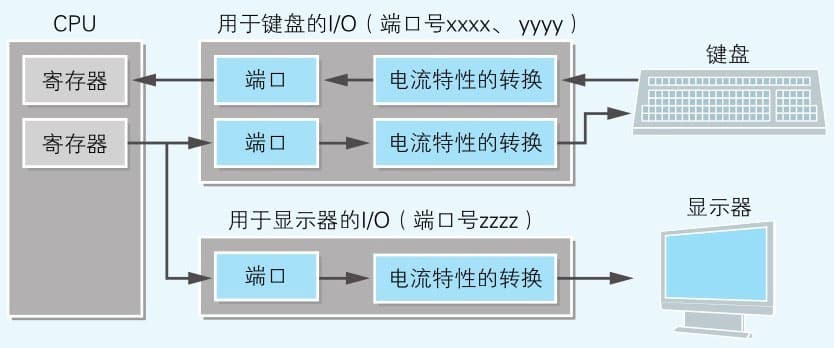 CPU
用于键盘的I/O（端口号xxxx、yyyy）
键盘
寄存器
端口
电流特性的转换
寄存器
端口
电流特性的转换
用于显示器的I/O（端口号zzzz）
显示器
端口
电流特性的转换